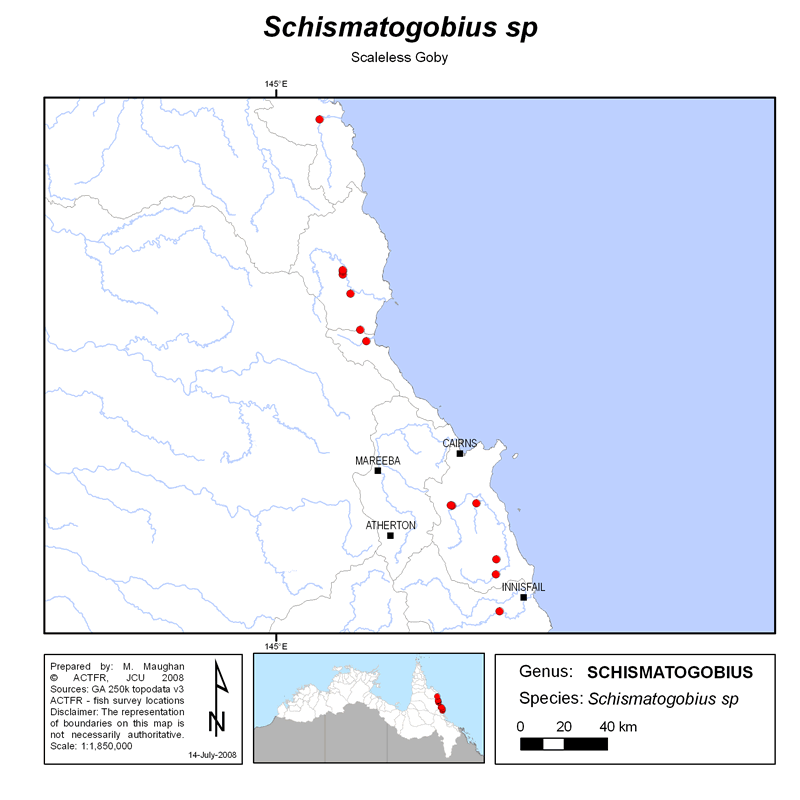 Schismatogobius sp
Scaleless Goby
145°E
CAIRNS
MAREEBA
ATHERTON
INNISFAIL
145°E
Prepared by: M. Maughan
© ACTFR, JCU 2008
Sources: GA 250k topodata v3
ACTFR - fish survey locations
Disclaimer: The representation
of boundaries on this map is
not necessarily authoritative.
Scale: 1:1,850,000
N
14-July-2008
Genus: SCHISMATOGOBIUS
Species: Schismatogobius sp
0 20 40 km